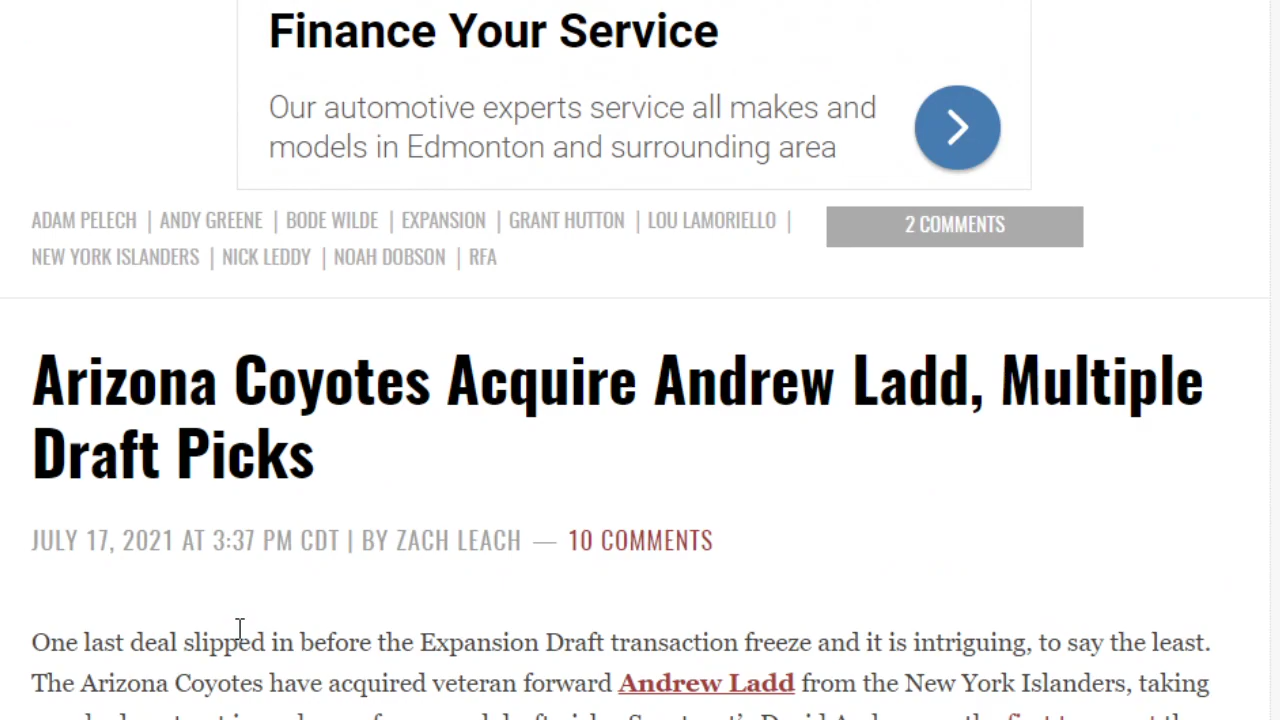 Finance Your Service
Our automotive experts service all makes and
models in Edmonton and surrounding area
ADAM PELECH | ANDY GREENE | BODE WILDE | EXPANSION | GRANT HUTTON | LOU LAMORIELLO |
2 COMMENTS
NEW YORK ISLANDERS | NICK LEDDY | NOAH DOBSON | RFA
Arizona Coyotes Acquire Andrew Ladd, Multiple
Draft Picks
JULY 17, 2021 AT 3:37 PM CDT | BY ZACH LEACH — 10 COMMENTS
One last deal slipped in before the Expansion Draft transaction freeze and it is intriguing, to say the least.
The Arizona Coyotes have acquired veteran forward Andrew Ladd from the New York Islanders, taking